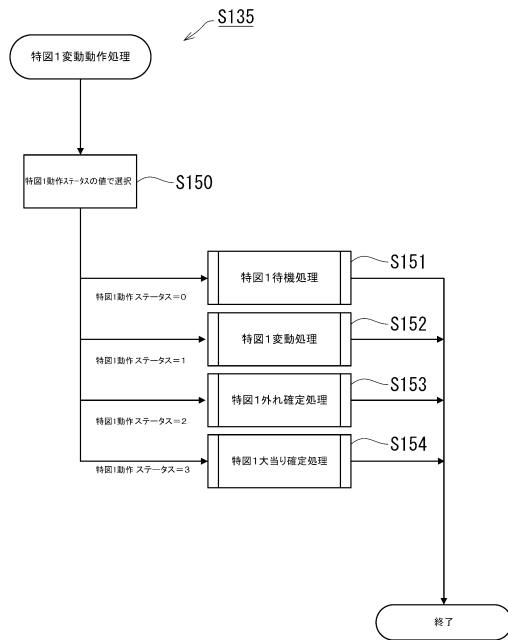 S135
特図1変動動作処理
特図1動作ステータスの値で選択
S150
特図1待機処理
S151
特図1動作 ステータス=0
特図1変動処理
S152
特図1動作 ステータス=1
特図1外れ確定処理
S153
特図1動作 ステータス=2
特図1大当り確定処理
S154
特図1動作 ステータス=3
終了